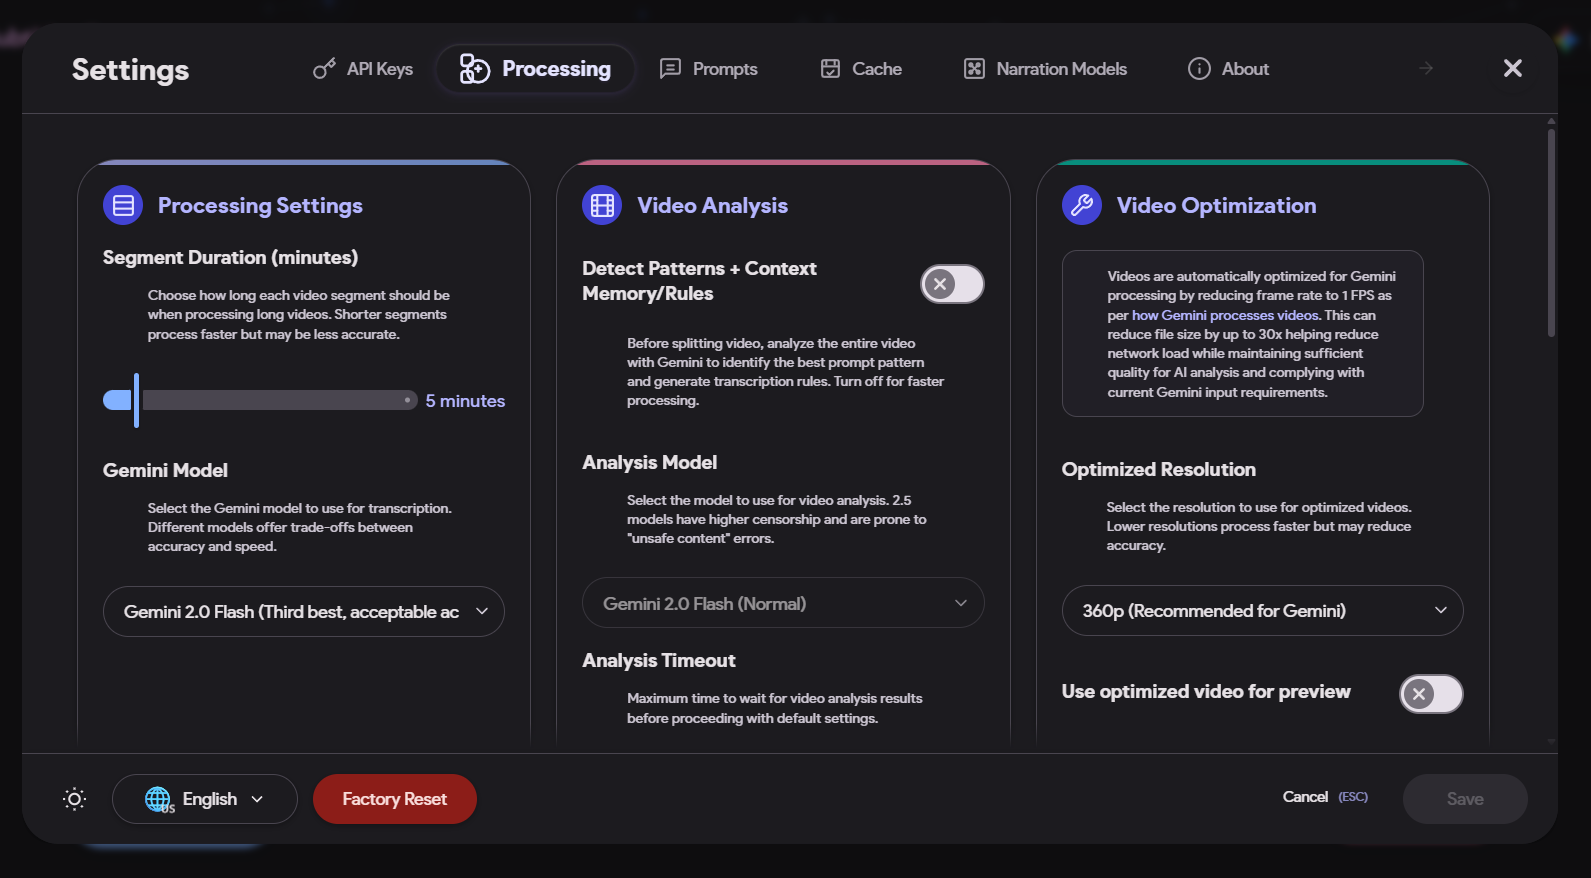 Settings
API Keys
Processing
Prompts
Cache
Narration Models
About
Processing Settings
Segment Duration (minutes)
Choose how long each video segment should be
when processing long videos. Shorter segments
process faster but may be less accurate.
5 minutes
Gemini Model
Select the Gemini model to use for transcription.
Different models offer trade-offs between
accuracy and speed.
Gemini 2.0 Flash (Third best, acceptable ac
Video Analysis
Detect Patterns + Context
Memory/Rules
Before splitting video, analyze the entire video
with Gemini to identify the best prompt pattern
and generate transcription rules. Turn off for faster
processing.
Analysis Model
Select the model to use for video analysis. 2.5
models have higher censorship and are prone to
"unsafe content" errors.
Gemini 2.0 Flash (Normal)
Analysis Timeout
Maximum time to wait for video analysis results
before proceeding with default settings.
Video Optimization
Videos are automatically optimized for Gemini
processing by reducing frame rate to 1 FPS as
per how Gemini processes videos. This can
reduce file size by up to 30x helping reduce
network load while maintaining sufficient
quality for AI analysis and complying with
current Gemini input requirements.
Optimized Resolution
Select the resolution to use for optimized videos.
Lower resolutions process faster but may reduce
accuracy.
360p (Recommended for Gemini)
Use optimized video for preview
US
English
Factory Reset
Cancel (ESC)
Save